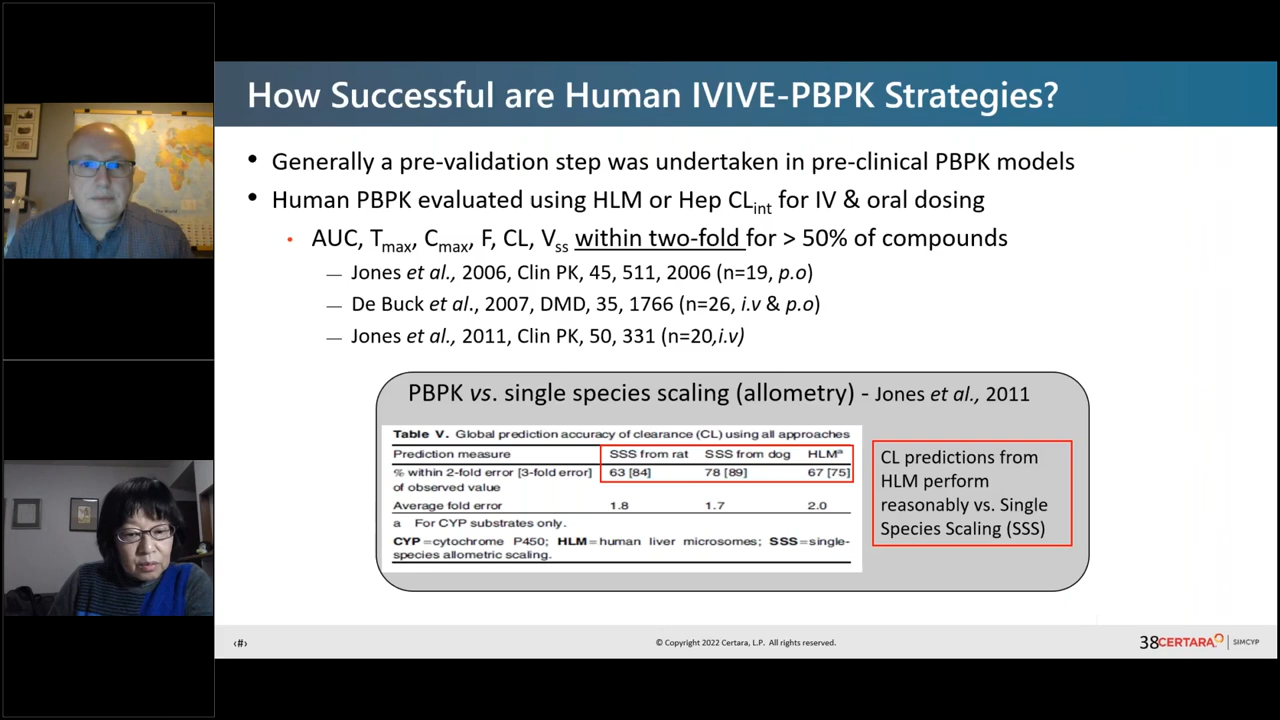 How Successful are Human IVIVE-PBPK Strategies?
• Generally a pre-validation step was undertaken in pre-clinical PBPK models
• Human PBPK evaluated using HLM or Hep CLint for IV & oral dosing
• AUC, Tmax, Cmax, F, CL, Vss within two-fold for > 50% of compounds
— Jones et al., 2006, Clin PK, 45, 511, 2006 (n=19, p.o)
— De Buck et al., 2007, DMD, 35, 1766 (n=26, i.v & p.o)
— Jones et al., 2011, Clin PK, 50, 331 (n=20,i.v)
PBPK vs. single species scaling (allometry) - Jones et al., 2011
Table V. Global prediction accuracy of clearance (CL) using all approaches
Prediction measure SSS from rat SSS from dog HLMa
% within 2-fold error [3-fold error] 63 [84] 78 [89] 67 [75]
of observed value
Average fold error 1.8 1.7 2.0
a For CYP substrates only.
CYP=cytochrome P450; HLM=human liver microsomes; SSS=single-
species allometric scaling.
CL predictions from
HLM perform
reasonably vs. Single
Species Scaling (SSS)
‹#›
© Copyright 2022 Certara, L.P. All rights reserved.
38
CERTARA
SIMCYP